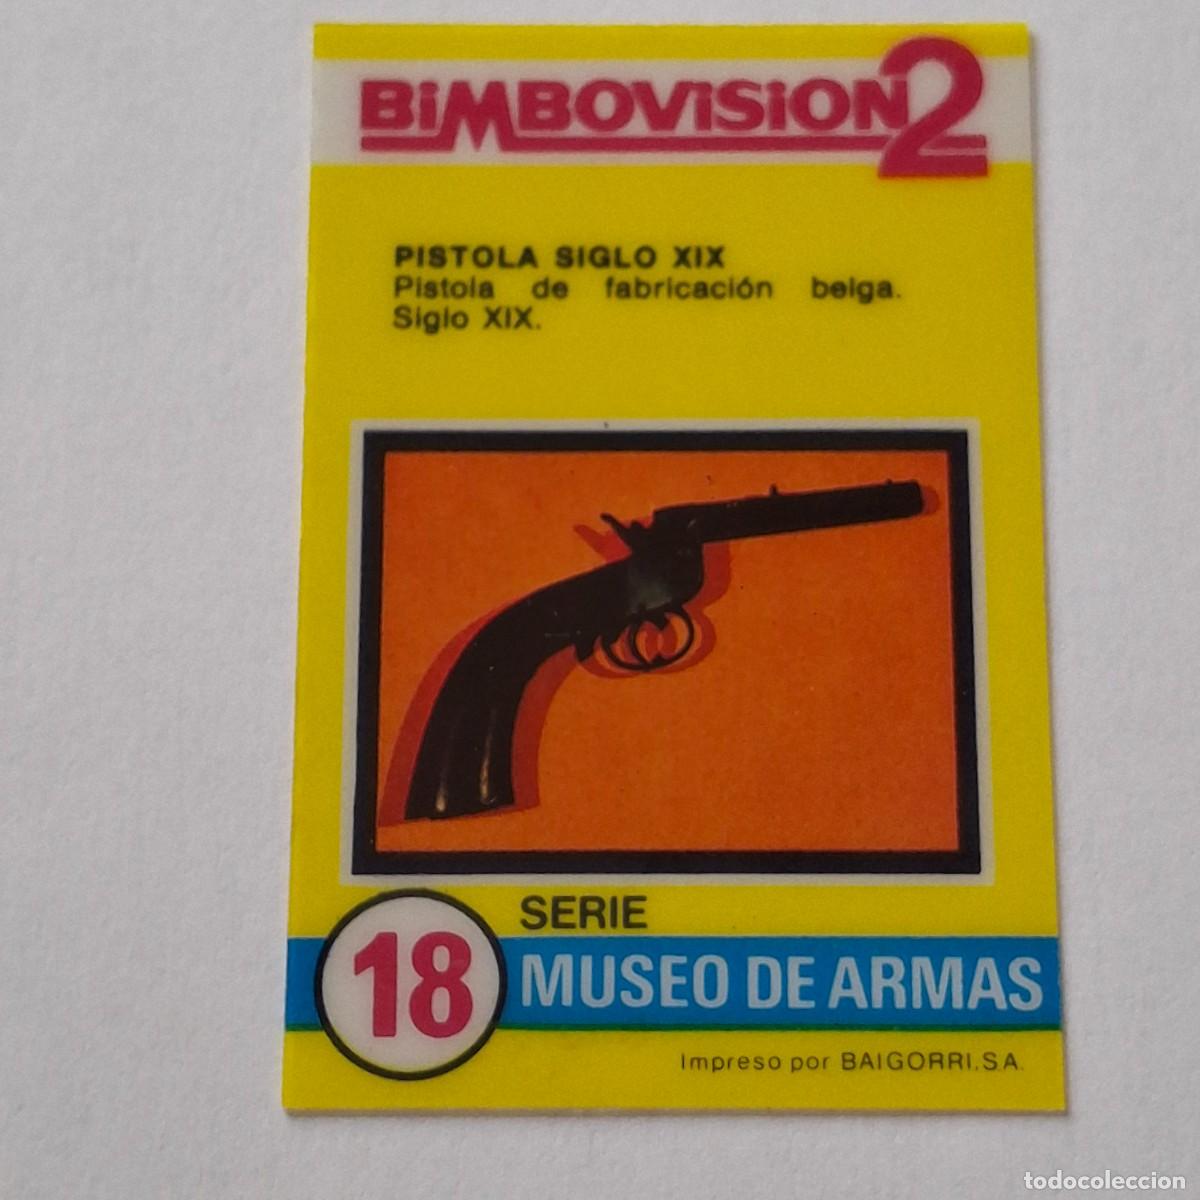 BiMBOViSiON2
PISTOLA SIGLO XIX
Pistola de fabricación belga.
Siglo XIX.
SERIE
18
MUSEO DE ARMAS
Impreso por BAIGORRI, S.A.
todocoleccion